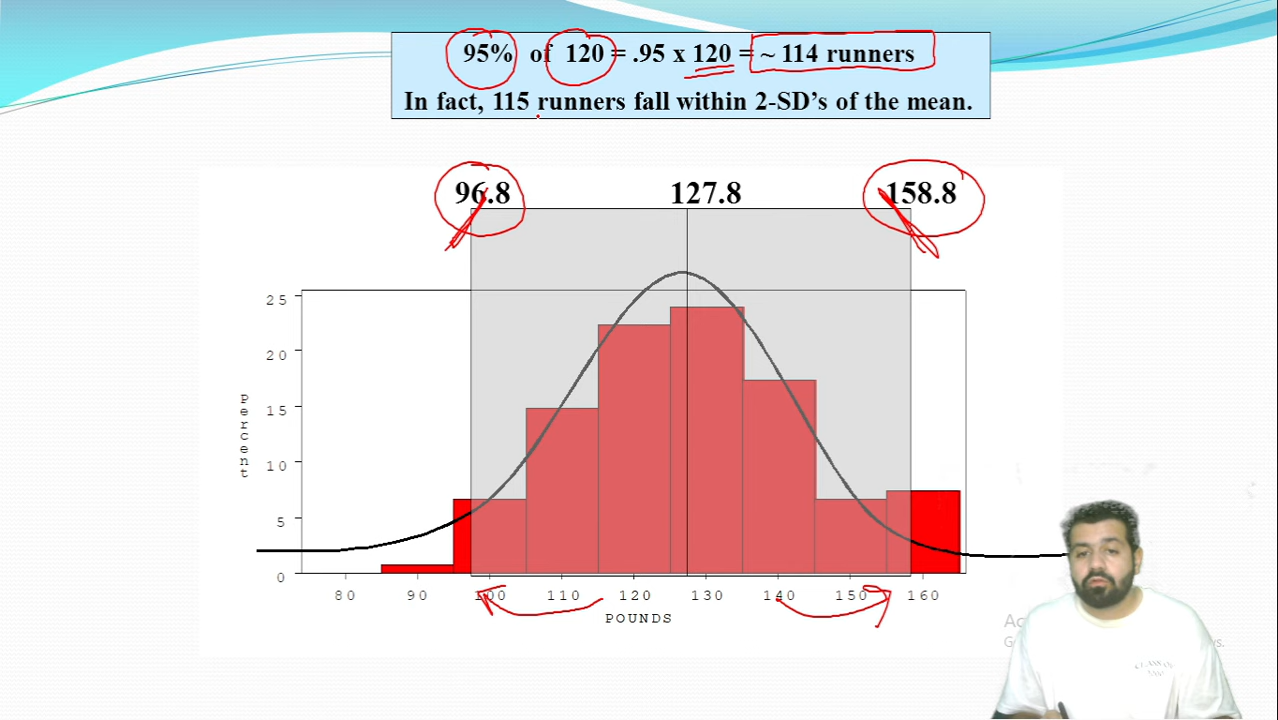 95% of 120 = .95 x 120 = ~ 114 runners
In fact, 115 runners fall within 2-SD's of the mean.
96.8 127.8 158.8
25
20
15
10
5
0
Percent
80 90 100 110 120 130 140 150 160
POUNDS